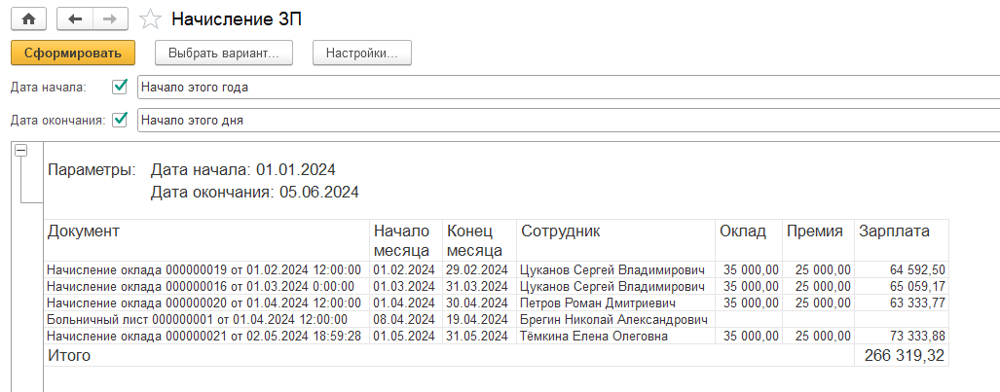 Начисление ЗП
Сформировать Выбрать вариант... Настройки...
Дата начала: Начало этого года
Дата окончания: Начало этого дня
Параметры: Дата начала: 01.01.2024
Дата окончания: 05.06.2024
Документ Начало месяца Конец месяца Сотрудник Оклад Премия Зарплата
Начисление оклада 000000019 от 01.02.2024 12:00:00 01.02.2024 29.02.2024 Цуканов Сергей Владимирович 35 000,00 25 000,00 64 592,50
Начисление оклада 000000016 от 01.03.2024 0:00:00 01.03.2024 31.03.2024 Цуканов Сергей Владимирович 35 000,00 25 000,00 65 059,17
Начисление оклада 000000020 от 01.04.2024 12:00:00 01.04.2024 30.04.2024 Петров Роман Дмитриевич 35 000,00 25 000,00 63 333,77
Больничный лист 000000001 от 01.04.2024 12:00:00 08.04.2024 19.04.2024 Брегин Николай Александрович
Начисление оклада 000000021 от 02.05.2024 18:59:28 01.05.2024 31.05.2024 Тёмкина Елена Олеговна 35 000,00 25 000,00 73 333,88
Итого 266 319,32